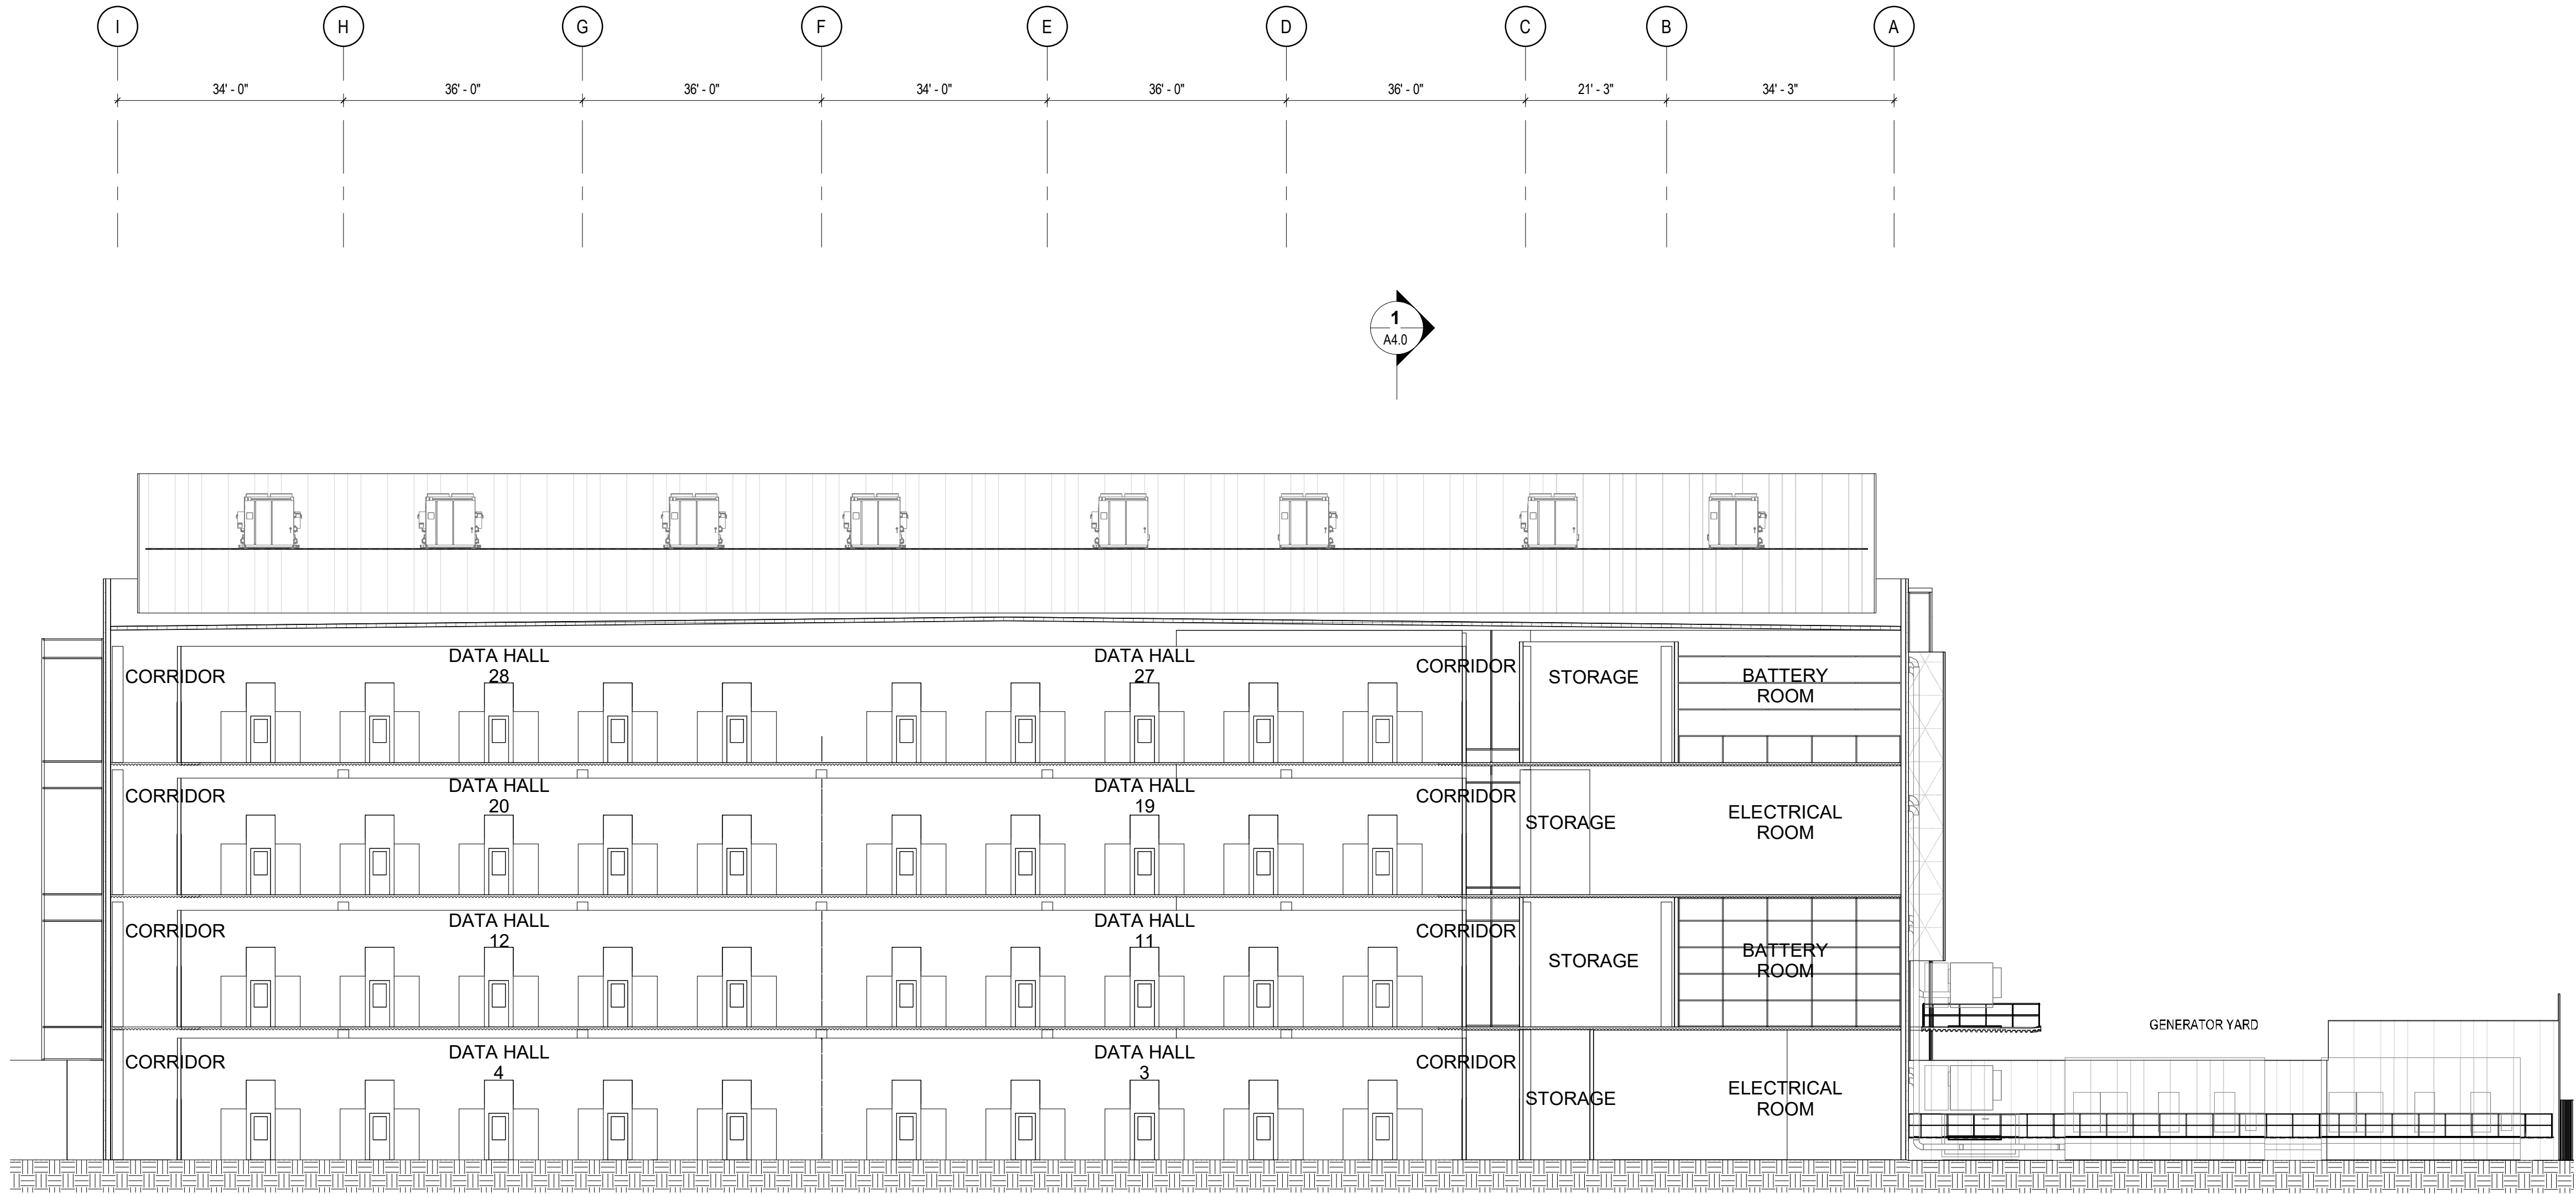 I H G F E D C B A
34' - 0" 36' - 0" 36' - 0" 34' - 0" 36' - 0" 36' - 0" 21' - 3" 34' - 3"
1
A4.0
CORRIDOR
DATA HALL
28
DATA HALL
27
CORRIDOR
STORAGE
BATTERY
ROOM
CORRIDOR
DATA HALL
20
DATA HALL
19
CORRIDOR
STORAGE
ELECTRICAL
ROOM
CORRIDOR
DATA HALL
12
DATA HALL
11
CORRIDOR
STORAGE
BATTERY
ROOM
GENERATOR YARD
CORRIDOR
DATA HALL
4
DATA HALL
3
CORRIDOR
STORAGE
ELECTRICAL
ROOM